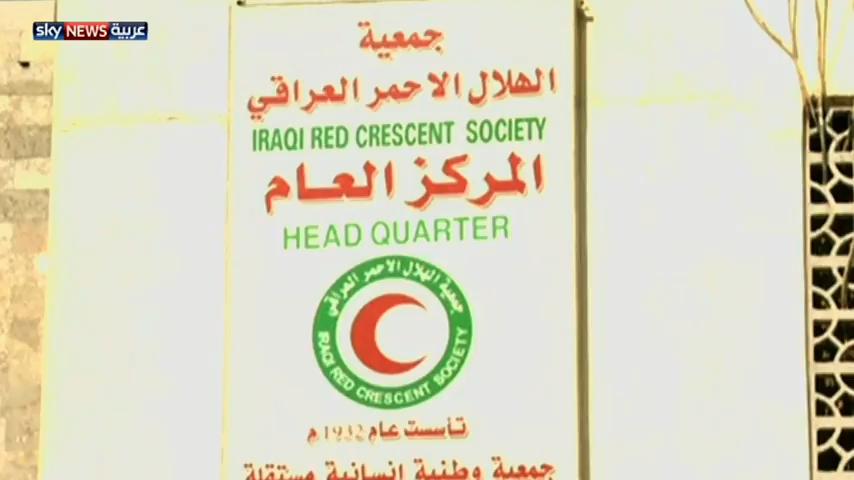 sky NEWS عربية
جمعية
الهلال الاحمر العراقي
IRAQI RED CRESCENT SOCIETY
المركز العام
HEAD QUARTER
جمعية الهلال الاحمر العراقي
IRAQI RED CRESCENT SOCIETY
تأسست عام 1932 م
جمعية وطنية إنسانية مستقلة